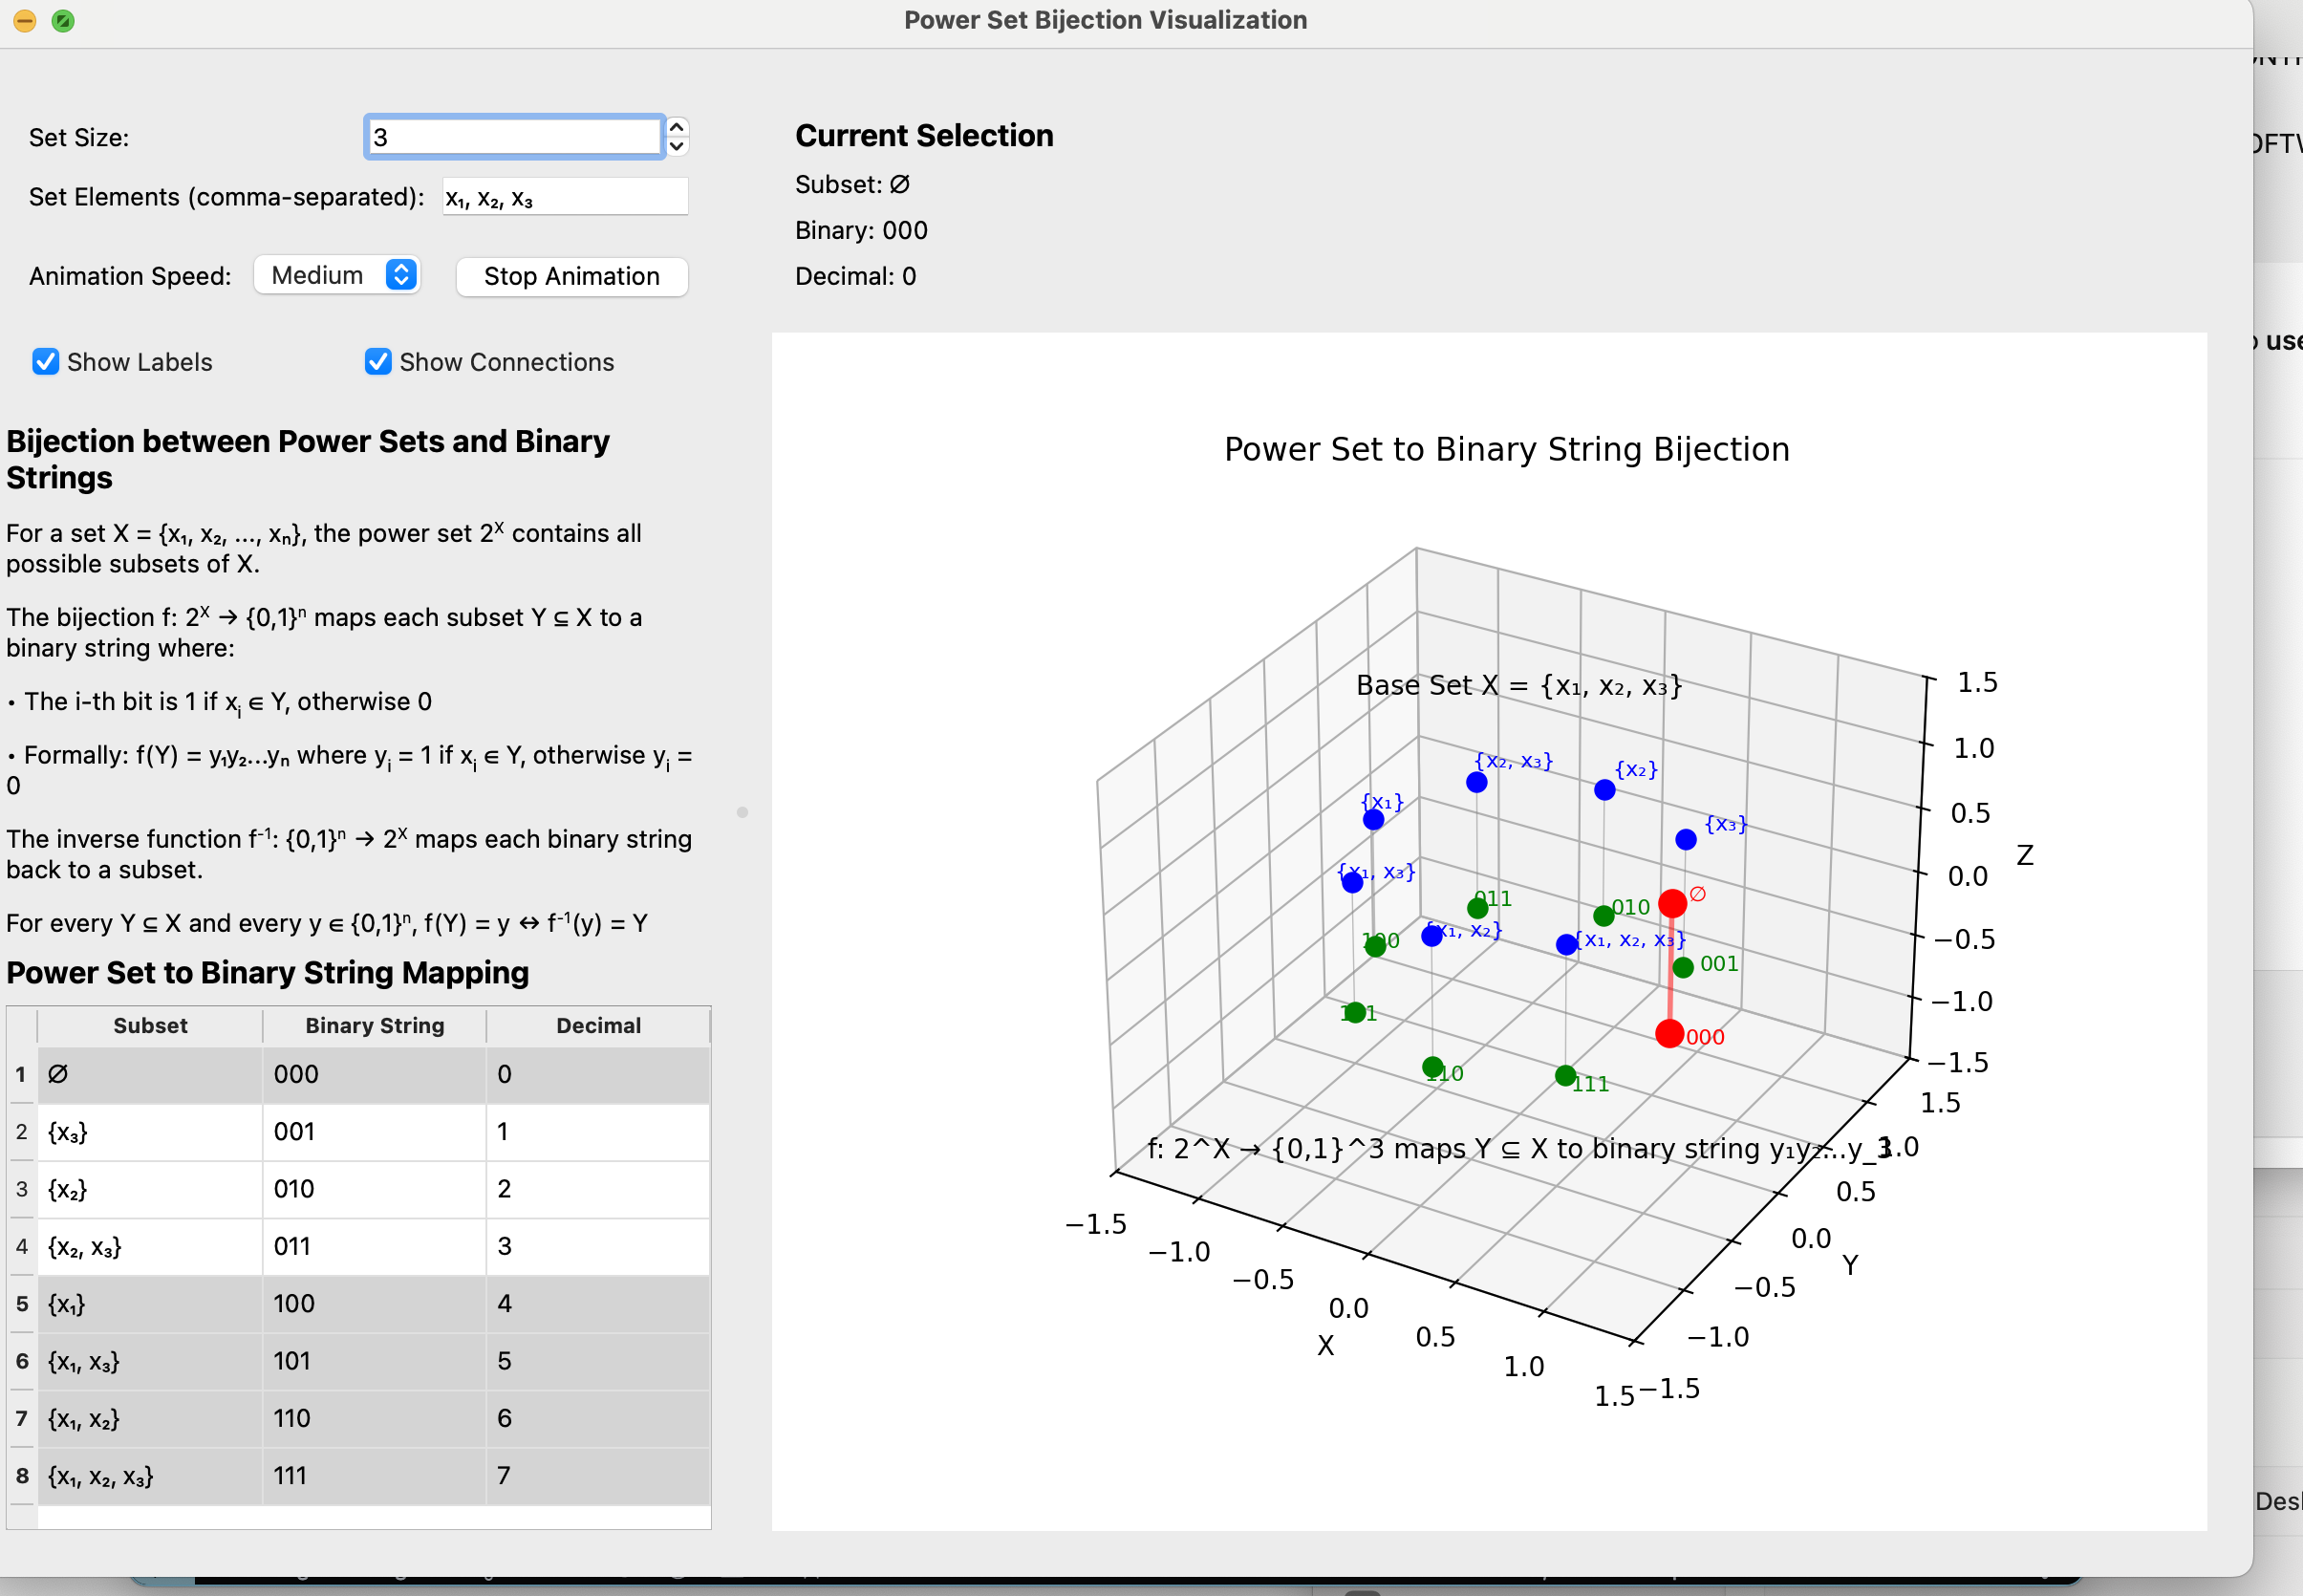 Power Set Bijection Visualization
Set Size:
3
Set Elements (comma-separated):
x₁, x₂, x₃
Animation Speed:
Medium
Stop Animation
Show Labels
Show Connections
Bijection between Power Sets and Binary
Strings
For a set X = {x₁, x₂, ..., xₙ}, the power set 2ˣ contains all
possible subsets of X.
The bijection f: 2ˣ → {0,1}ⁿ maps each subset Y ⊆ X to a
binary string where:
• The i-th bit is 1 if xᵢ ∈ Y, otherwise 0
• Formally: f(Y) = y₁y₂...yₙ where yᵢ = 1 if xᵢ ∈ Y, otherwise yᵢ =
0
The inverse function f⁻¹: {0,1}ⁿ → 2ˣ maps each binary string
back to a subset.
For every Y ⊆ X and every y ∈ {0,1}ⁿ, f(Y) = y ↔ f⁻¹(y) = Y
Power Set to Binary String Mapping
Subset Binary String Decimal
1 ∅ 000 0
2 {x₃} 001 1
3 {x₂} 010 2
4 {x₂, x₃} 011 3
5 {x₁} 100 4
6 {x₁, x₃} 101 5
7 {x₁, x₂} 110 6
8 {x₁, x₂, x₃} 111 7
Current Selection
Subset: ∅
Binary: 000
Decimal: 0
Power Set to Binary String Bijection
Base Set X = {x₁, x₂, x₃}
{x₂, x₃}
{x₂}
{x₁}
{x₃}
{x₁, x₃}
∅
011
010
{x₁, x₂}
{x₁, x₂, x₃}
100
001
101
000
110
111
f: 2^X → {0,1}^3 maps Y ⊆ X to binary string y₁y₂...y_3
1.5
1.0
0.5
0.0
−0.5
−1.0
−1.5
Z
1.5
1.0
0.5
0.0
−0.5
−1.0
−1.5
Y
−1.5
−1.0
−0.5
0.0
0.5
1.0
1.5
X
use